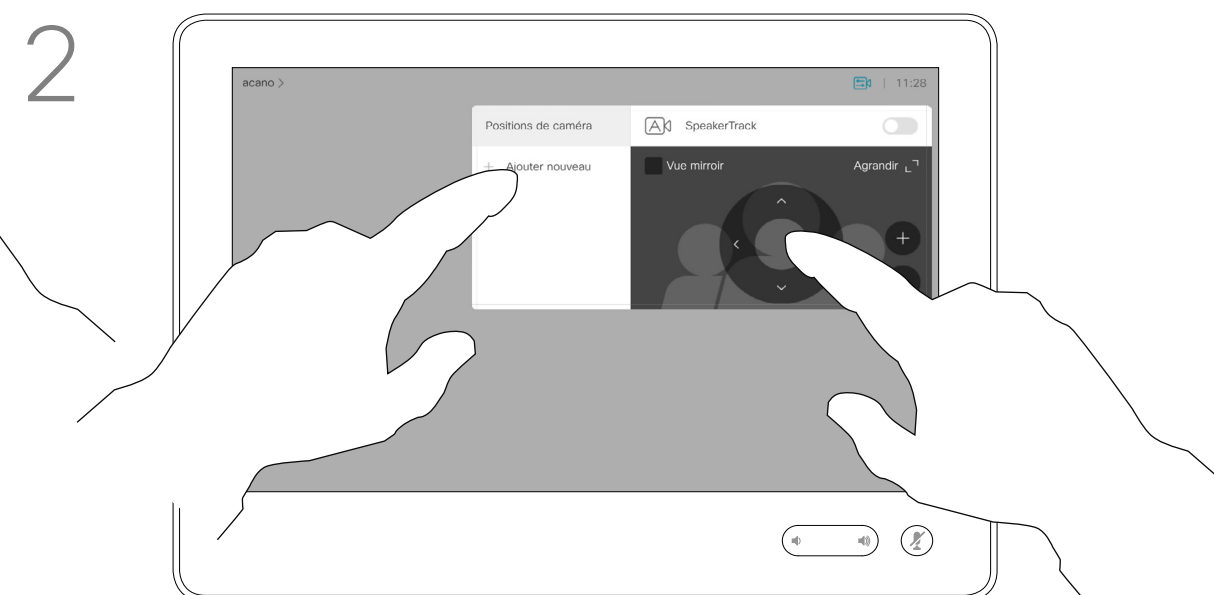 2
acano >
11:28
Positions de caméra
SpeakerTrack
+ Ajouter nouveau
Vue mirroir
Agrandir